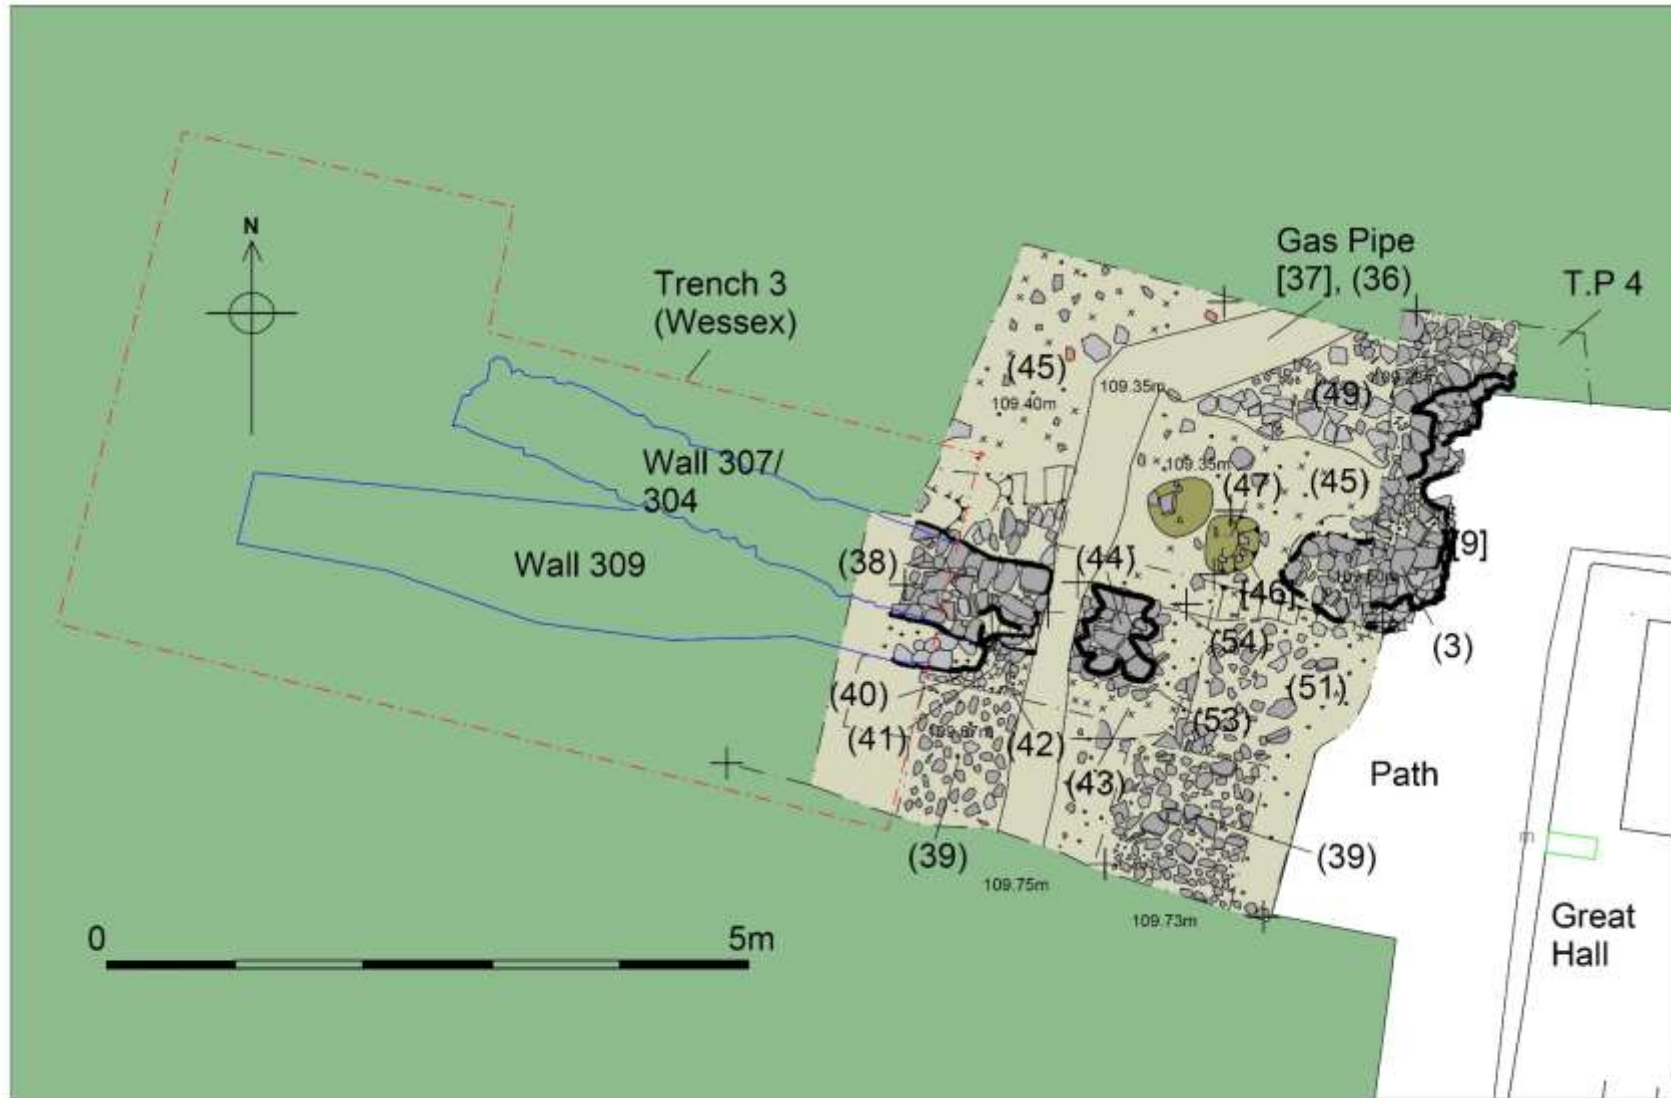 N
Trench 3
(Wessex)
Gas Pipe
[37], (36)
T.P 4
(45)
109.40m
109.35m
(49)
109.35m
(47)
(45)
Wall 307/
304
Wall 309
(38)
(44)
[9]
[46]
(54)
(3)
(40)
(41)
(42)
(43)
(53)
(51)
Path
(39)
(39)
109.75m
109.73m
0
5m
Great
Hall